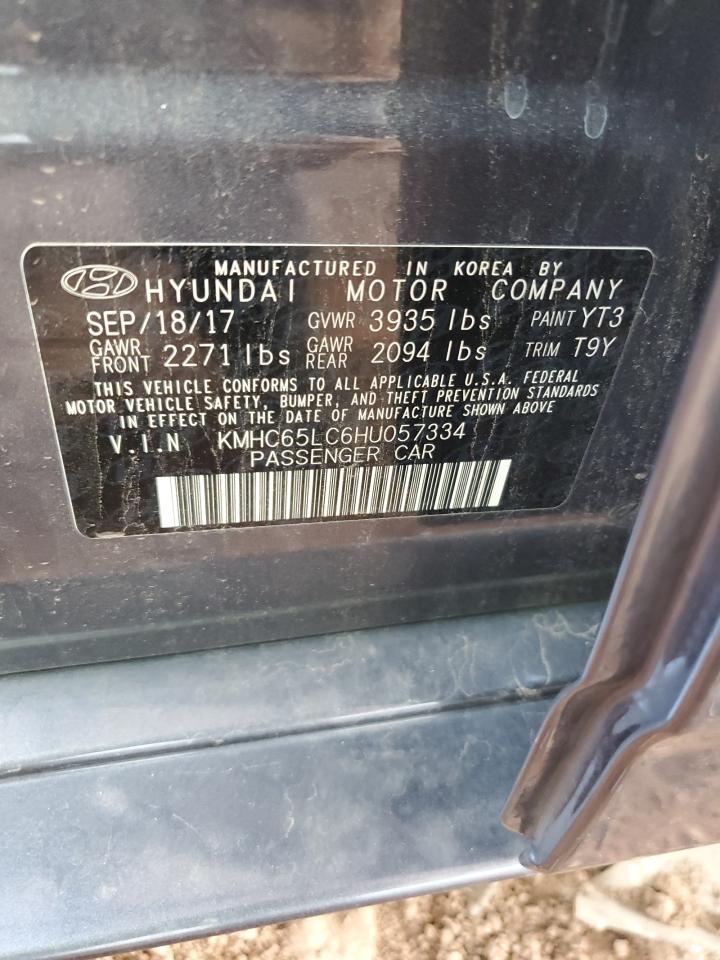 MANUFACTURED IN KOREA BY
HYUNDAI MOTOR COMPANY
SEP/18/17 GVWR 3935 lbs PAINT YT3
GAWR FRONT 2271 lbs GAWR REAR 2094 lbs TRIM T9Y
THIS VEHICLE CONFORMS TO ALL APPLICABLE U.S.A. FEDERAL
MOTOR VEHICLE SAFETY, BUMPER, AND THEFT PREVENTION STANDARDS
IN EFFECT ON THE DATE OF MANUFACTURE SHOWN ABOVE
V.I.N KMHC65LC6HU057334
PASSENGER CAR